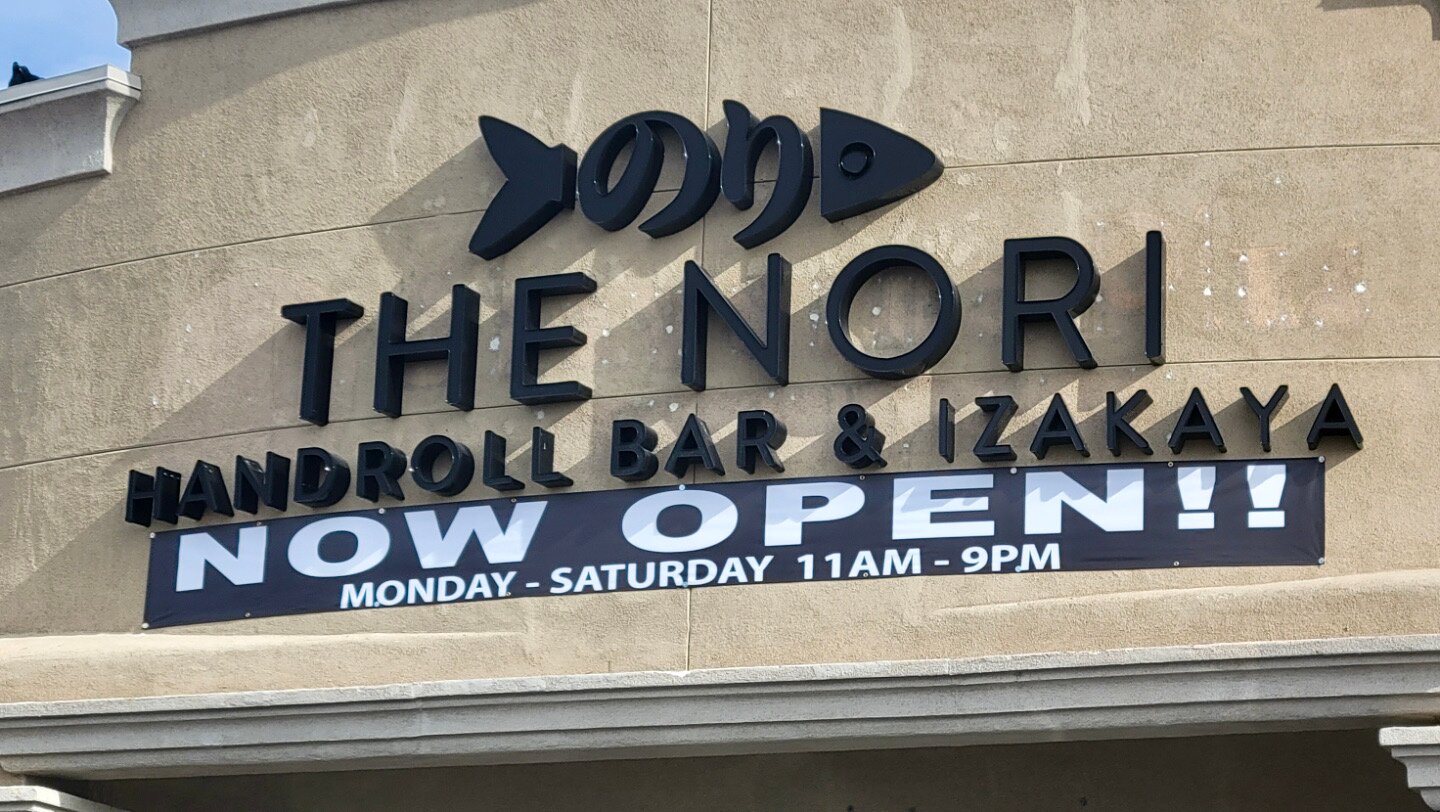 のり
THE NORI
HANDROLL BAR & IZAKAYA
NOW OPEN!!
MONDAY - SATURDAY 11AM - 9PM